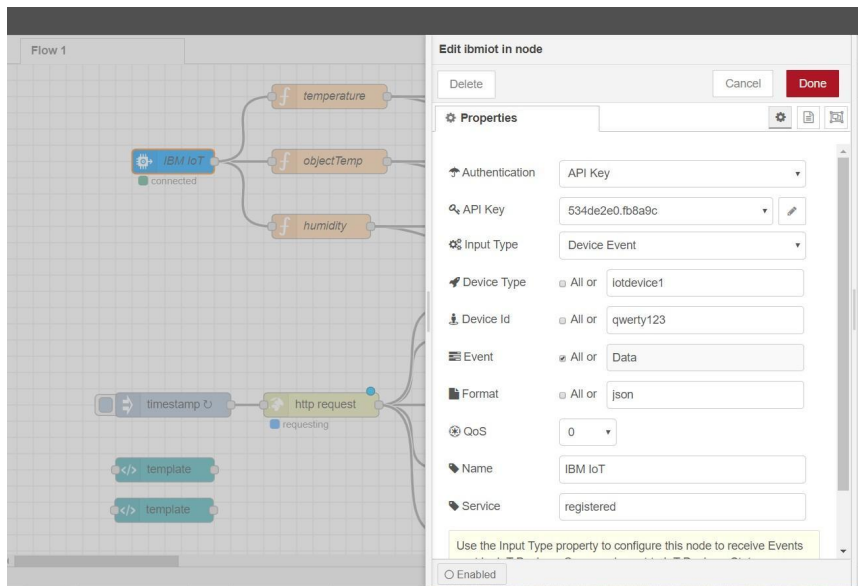 Flow 1
temperature
IBM IoT
connected
objectTemp
humidity
timestamp ↻
http request
requesting
</> template
</> template
Edit ibmiot in node
Delete
Cancel
Done
Properties
Authentication
API Key
API Key
534de2e0.fb8a9c
Input Type
Device Event
Device Type
All or
iotdevice1
Device Id
All or
qwerty123
Event
All or
Data
Format
All or
json
QoS
0
Name
IBM IoT
Service
registered
Use the Input Type property to configure this node to receive Events
Enabled